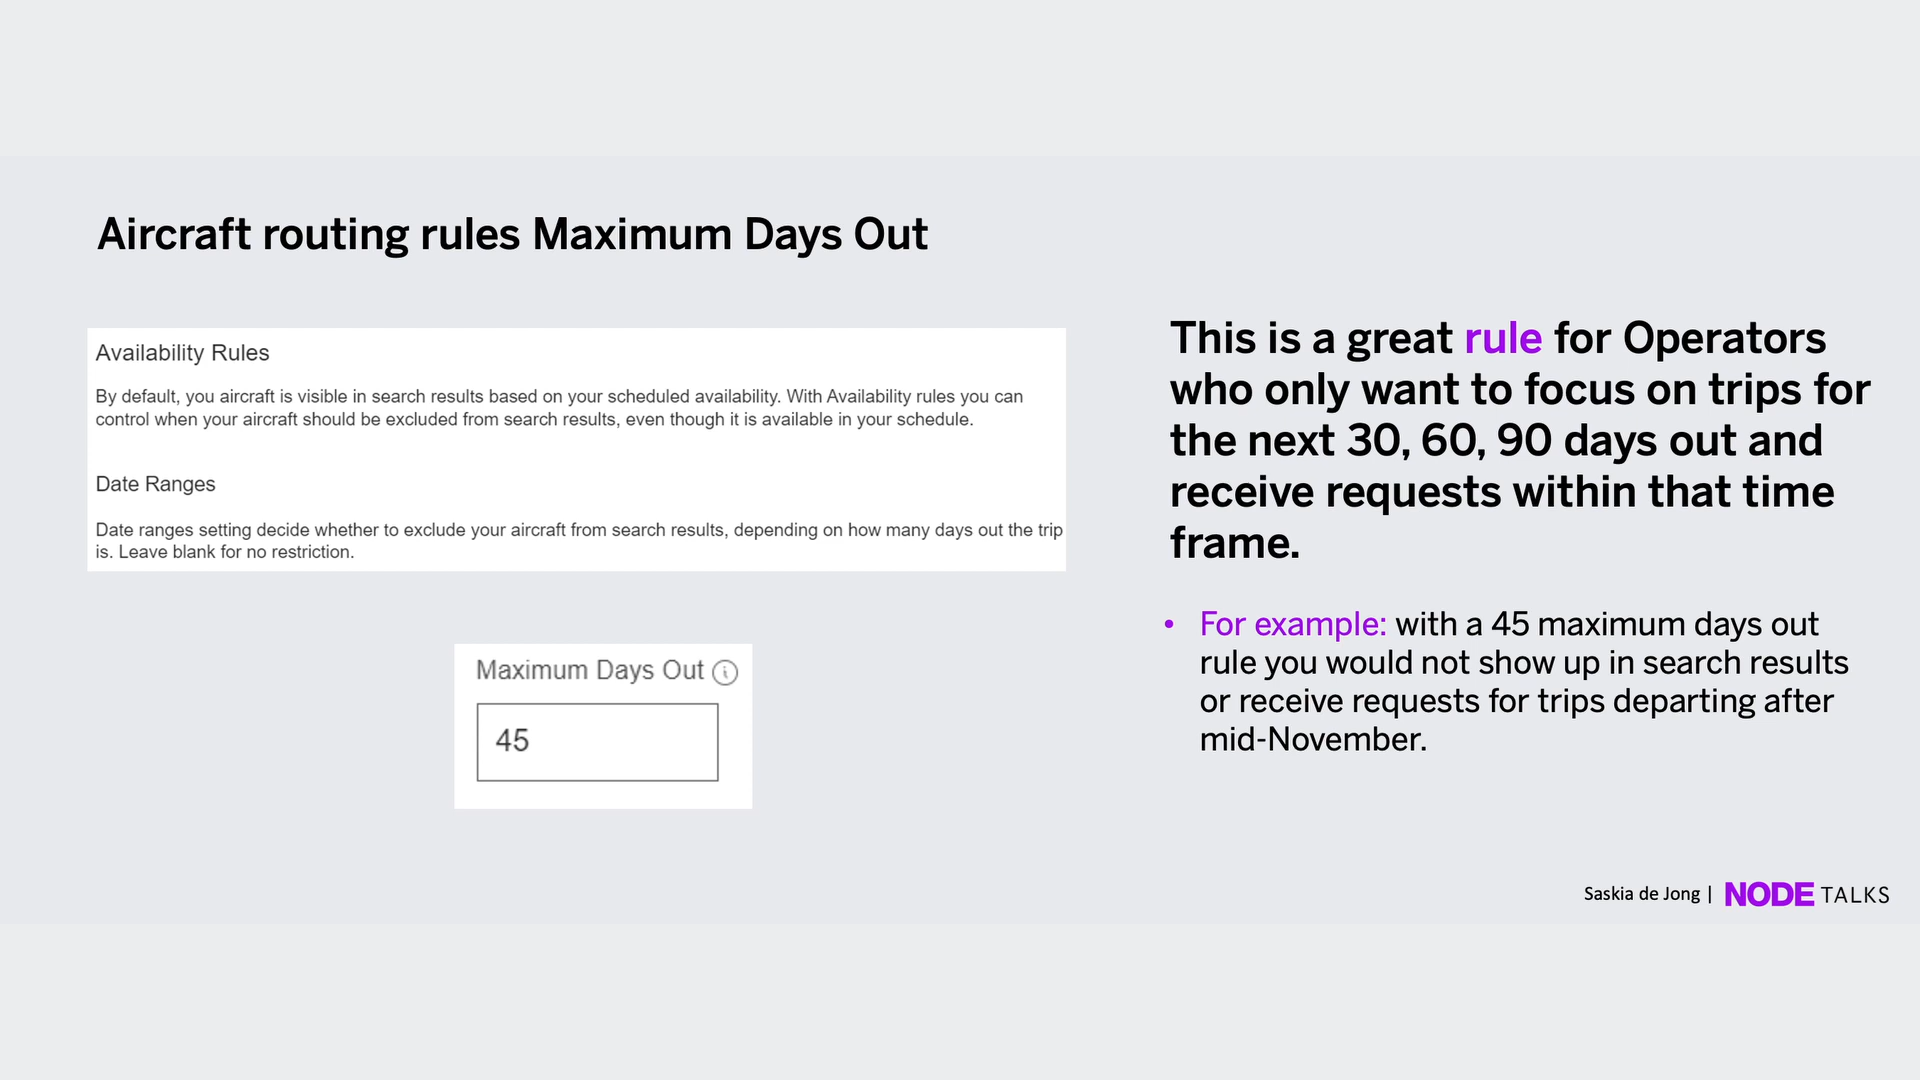 Aircraft routing rules Maximum Days Out
Availability Rules
By default, you aircraft is visible in search results based on your scheduled availability. With Availability rules you can
control when your aircraft should be excluded from search results, even though it is available in your schedule.
Date Ranges
Date ranges setting decide whether to exclude your aircraft from search results, depending on how many days out the trip
is. Leave blank for no restriction.
Maximum Days Out
45
This is a great rule for Operators
who only want to focus on trips for
the next 30, 60, 90 days out and
receive requests within that time
frame.
• For example: with a 45 maximum days out
rule you would not show up in search results
or receive requests for trips departing after
mid-November.
Saskia de Jong | NODE TALKS